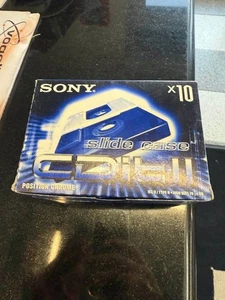 SONY
x10
slide case
CDit II
POSITION CHROME